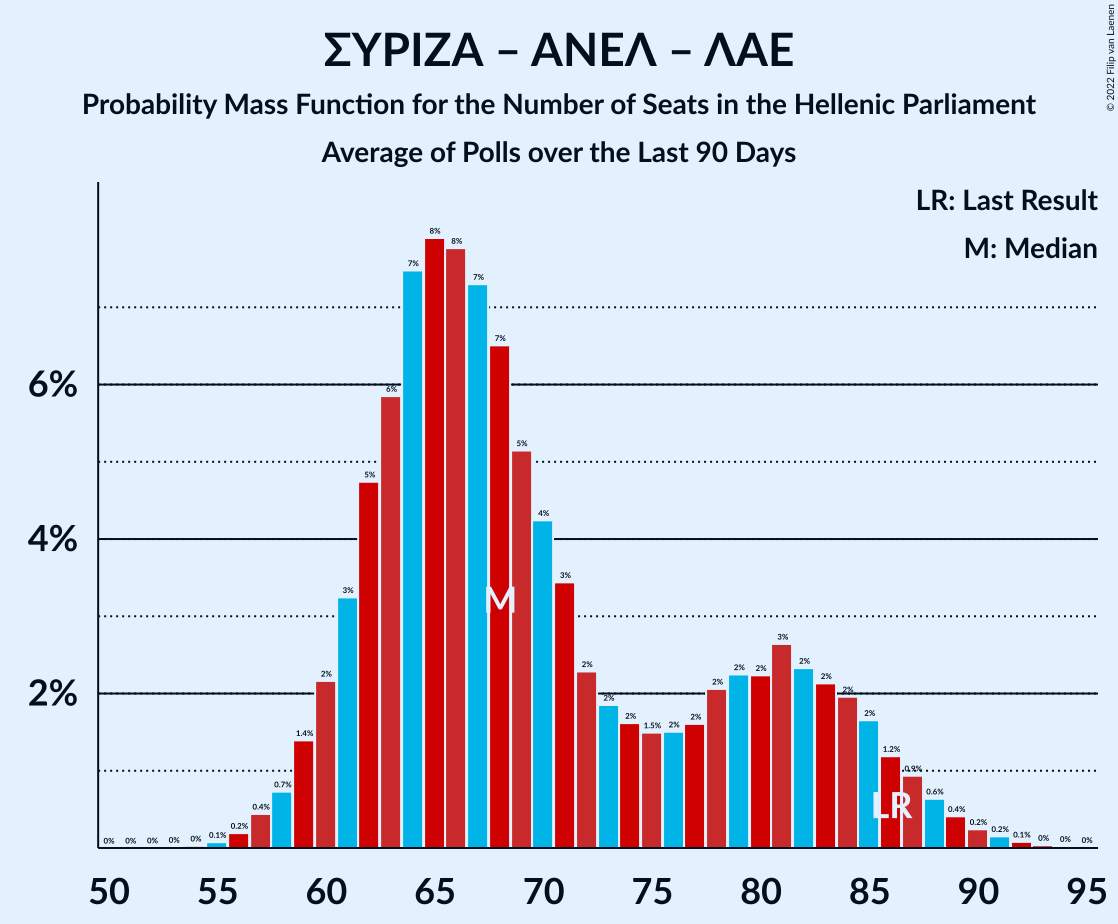 © 2022 Filip van Laenen
ΣΥΡΙΖΑ – ΑΝΕΛ – ΛΑΕ
Probability Mass Function for the Number of Seats in the Hellenic Parliament
Average of Polls over the Last 90 Days
LR: Last Result
M: Median
6%
4%
2%
0% 0% 0% 0% 0% 0.1% 0.2% 0.4% 0.7% 1.4% 2% 3% 5% 6% 7% 8% 8% 7% 7% 5% 4% 3% 2% 2% 2% 1.5% 2% 2% 2% 2% 2% 3% 2% 2% 2% 2% 1.2% 0.9% 0.6% 0.4% 0.2% 0.2% 0.1% 0% 0% 0%
M
LR
50 55 60 65 70 75 80 85 90 95